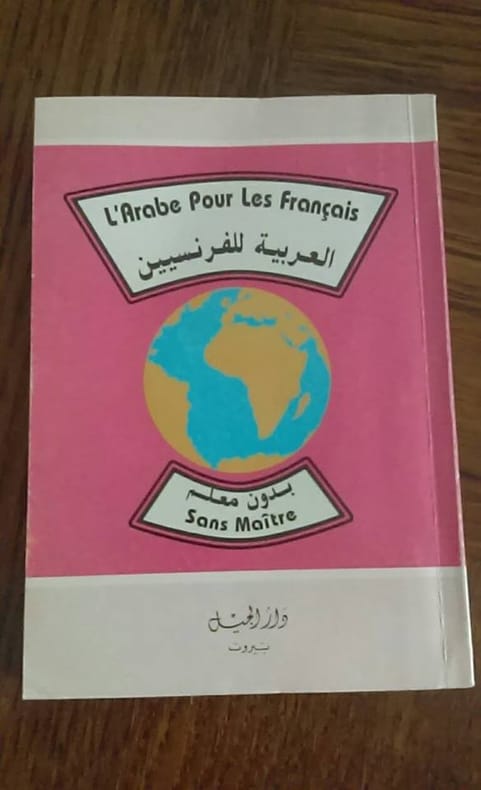 L'Arabe Pour Les Français
العربية للفرنسيين
بدون معلم
Sans Maître
دار الجيل
بيروت